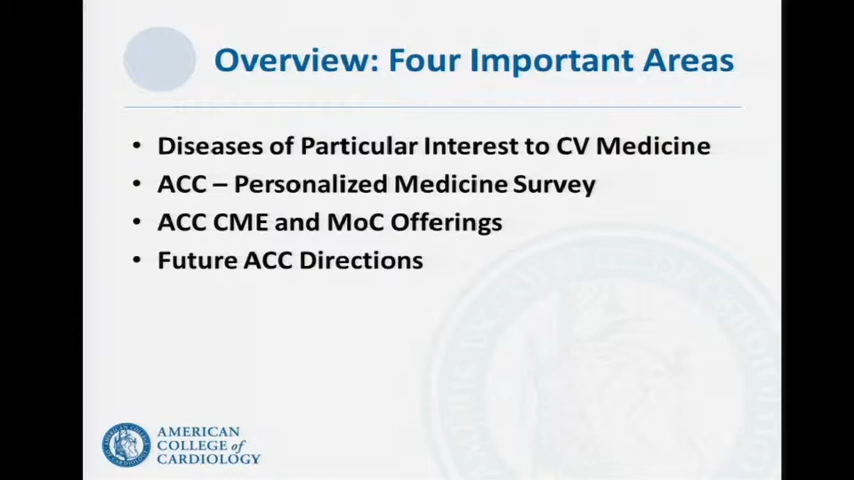 Overview: Four Important Areas
• Diseases of Particular Interest to CV Medicine
• ACC – Personalized Medicine Survey
• ACC CME and MoC Offerings
• Future ACC Directions
AMERICAN
COLLEGE of
CARDIOLOGY